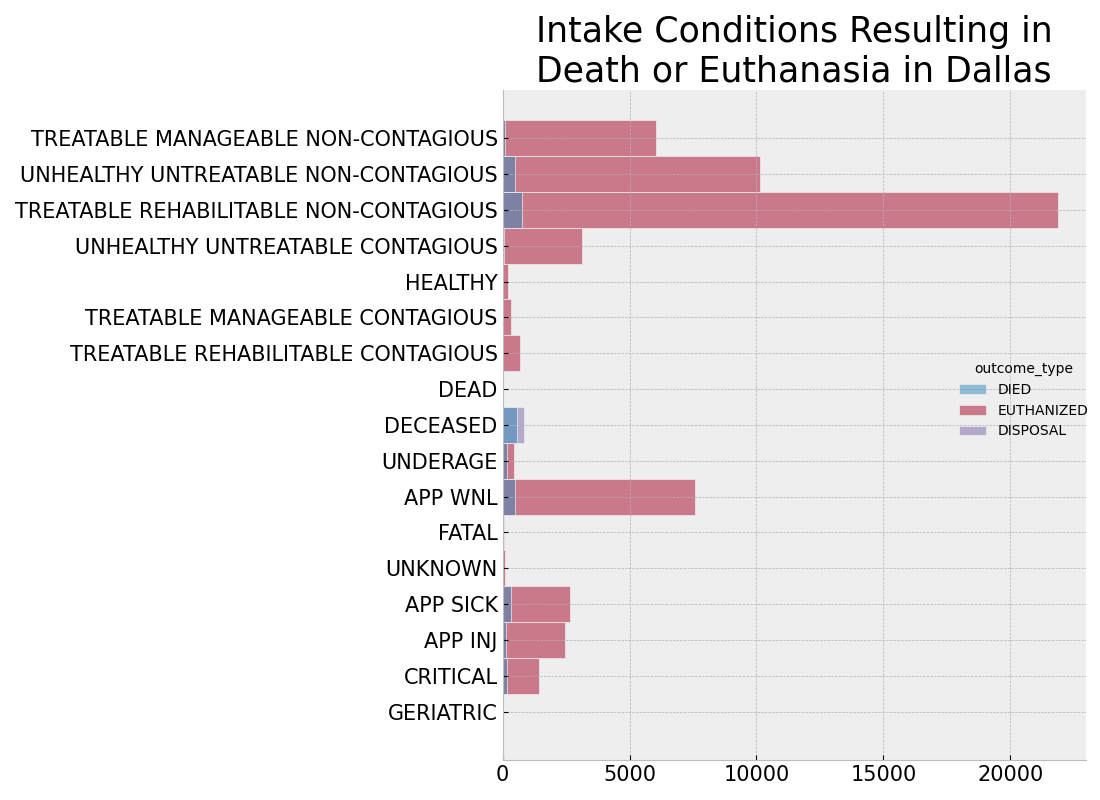 Intake Conditions Resulting in
Death or Euthanasia in Dallas
TREATABLE MANAGEABLE NON-CONTAGIOUS
UNHEALTHY UNTREATABLE NON-CONTAGIOUS
TREATABLE REHABILITABLE NON-CONTAGIOUS
UNHEALTHY UNTREATABLE CONTAGIOUS
HEALTHY
TREATABLE MANAGEABLE CONTAGIOUS
TREATABLE REHABILITABLE CONTAGIOUS
DEAD
DECEASED
UNDERAGE
APP WNL
FATAL
UNKNOWN
APP SICK
APP INJ
CRITICAL
GERIATRIC
outcome_type
DIED
EUTHANIZED
DISPOSAL
0 5000 10000 15000 20000